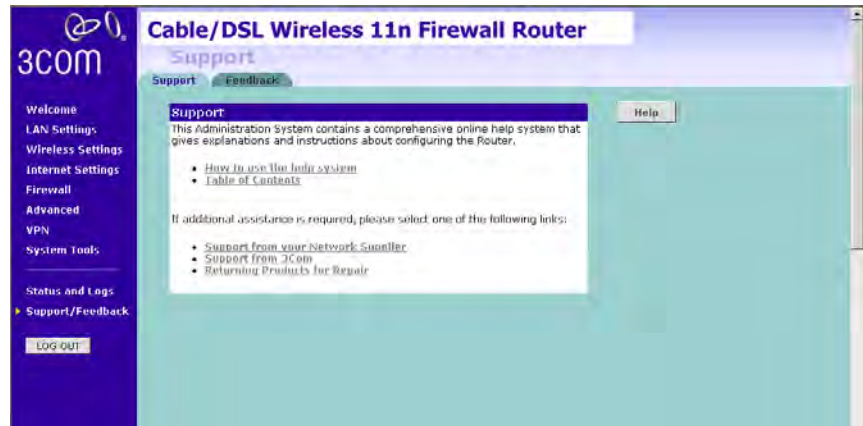 3COM
Cable/DSL Wireless 11n Firewall Router
Support
Support
Feedback
Welcome
LAN Settings
Wireless Settings
Internet Settings
Firewall
Advanced
VPN
System Tools
Status and Logs
Support/Feedback
LOG OUT
Support
This Administration System contains a comprehensive online help system that
gives explanations and instructions about configuring the Router.
• How to use the help system
• Table of Contents
If additional assistance is required, please select one of the following links:
• Support from your Network Supplier
• Support from 3Com
• Returning Products for Repair
Help